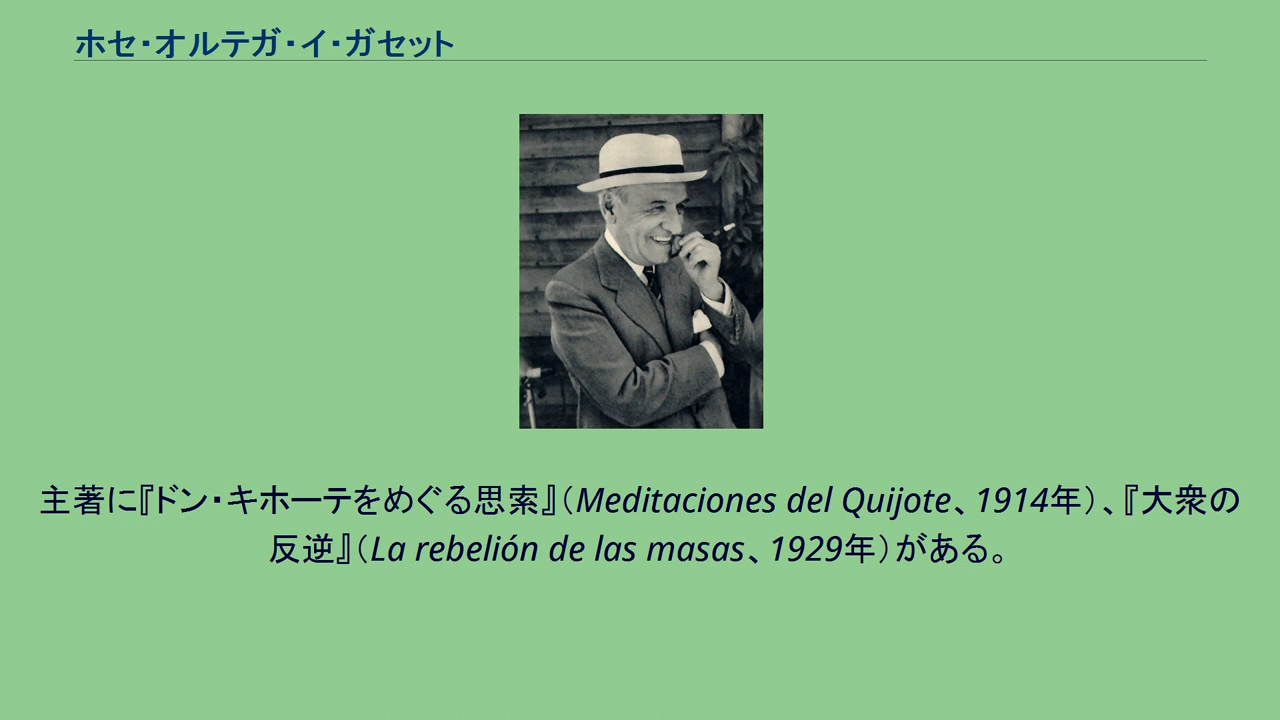 ホセ・オルテガ・イ・ガセット
主著に『ドン・キホーテをめぐる思索』（Meditaciones del Quijote、1914年）、『大衆の
反逆』（La rebelión de las masas、1929年）がある。